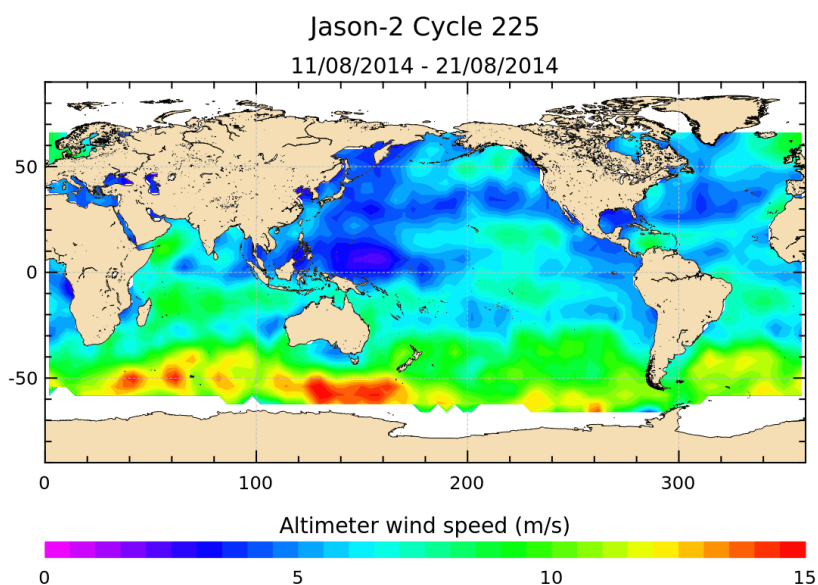 Jason-2 Cycle 225
11/08/2014 - 21/08/2014
50
0
-50
0 100 200 300
Altimeter wind speed (m/s)
0 5 10 15